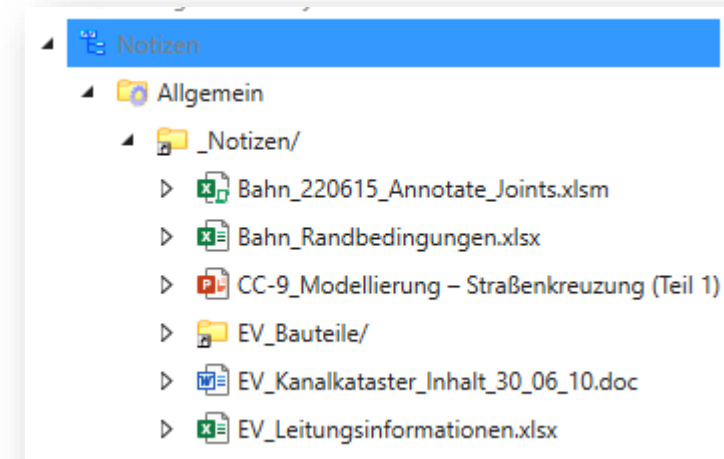 Notizen
Allgemein
_Notizen/
Bahn_220615_Annotate_Joints.xlsm
Bahn_Randbedingungen.xlsx
CC-9_Modellierung – Straßenkreuzung (Teil 1)
EV_Bauteile/
EV_Kanalkataster_Inhalt_30_06_10.doc
EV_Leitungsinformationen.xlsx